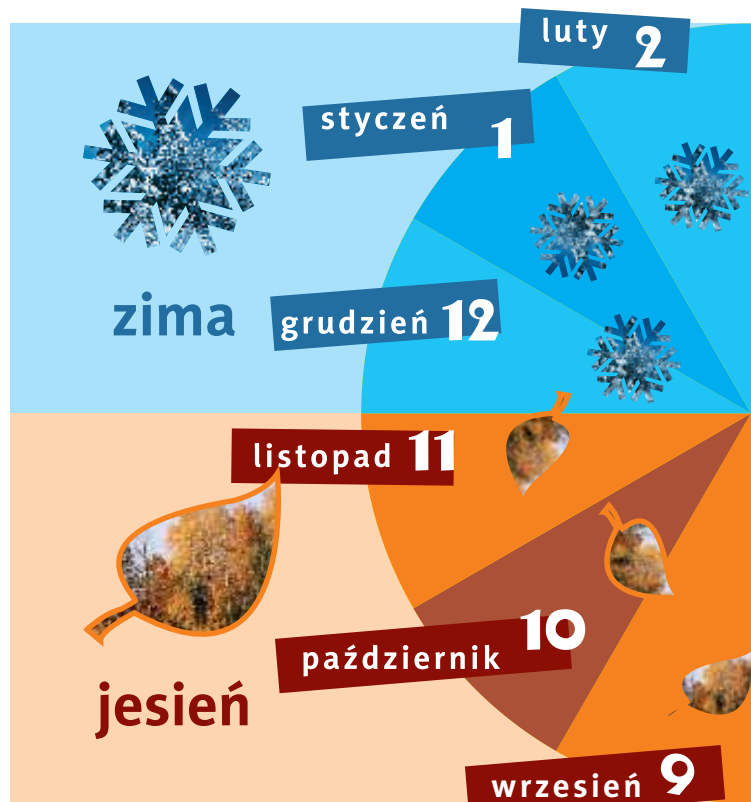 luty 2
styczeń 1
zima
grudzień 12
listopad 11
październik 10
jesień
wrzesień 9